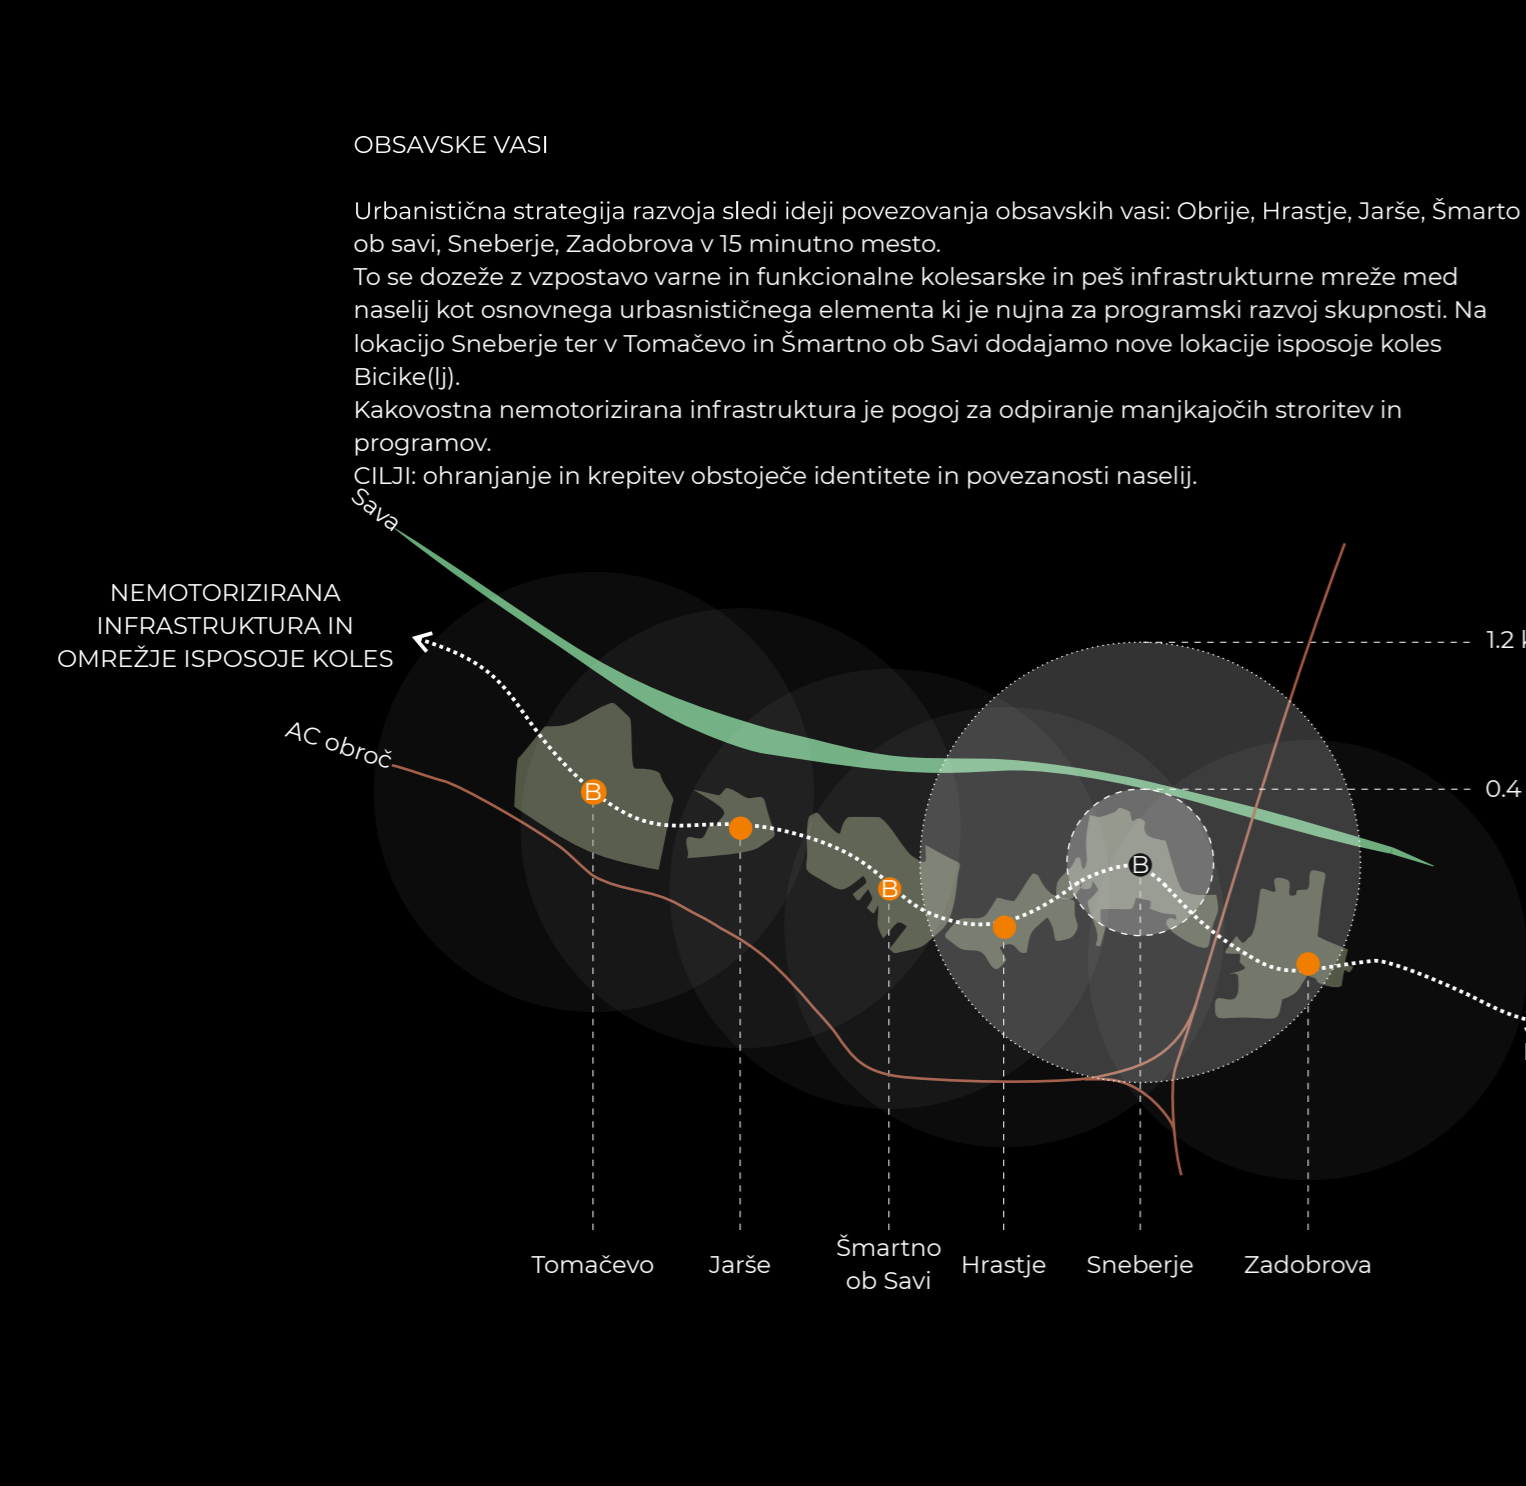 OBSAVSKE VASI
Urbanistična strategija razvoja sledi ideji povezovanja obsavskih vasi: Obrije, Hrastje, Jarše, Šmarto
ob savi, Sneberje, Zadobrova v 15 minutno mesto.
To se dozeže z vzpostavo varne in funkcionalne kolesarske in peš infrastrukturne mreže med
naselij kot osnovnega urbasnističnega elementa ki je nujna za programski razvoj skupnosti. Na
lokacijo Sneberje ter v Tomačevo in Šmartno ob Savi dodajamo nove lokacije isposoje koles
Bicike(lj).
Kakovostna nemotorizirana infrastruktura je pogoj za odpiranje manjkajočih stroritev in
programov.
CILJI: ohranjanje in krepitev obstoječe identitete in povezanosti naselij.
Sava
NEMOTORIZIRANA
INFRASTRUKTURA IN
OMREŽJE ISPOSOJE KOLES
1.2
AC obroč
0.4
B
B
B
Tomačevo
Jarše
Šmartno
ob Savi
Hrastje
Sneberje
Zadobrova